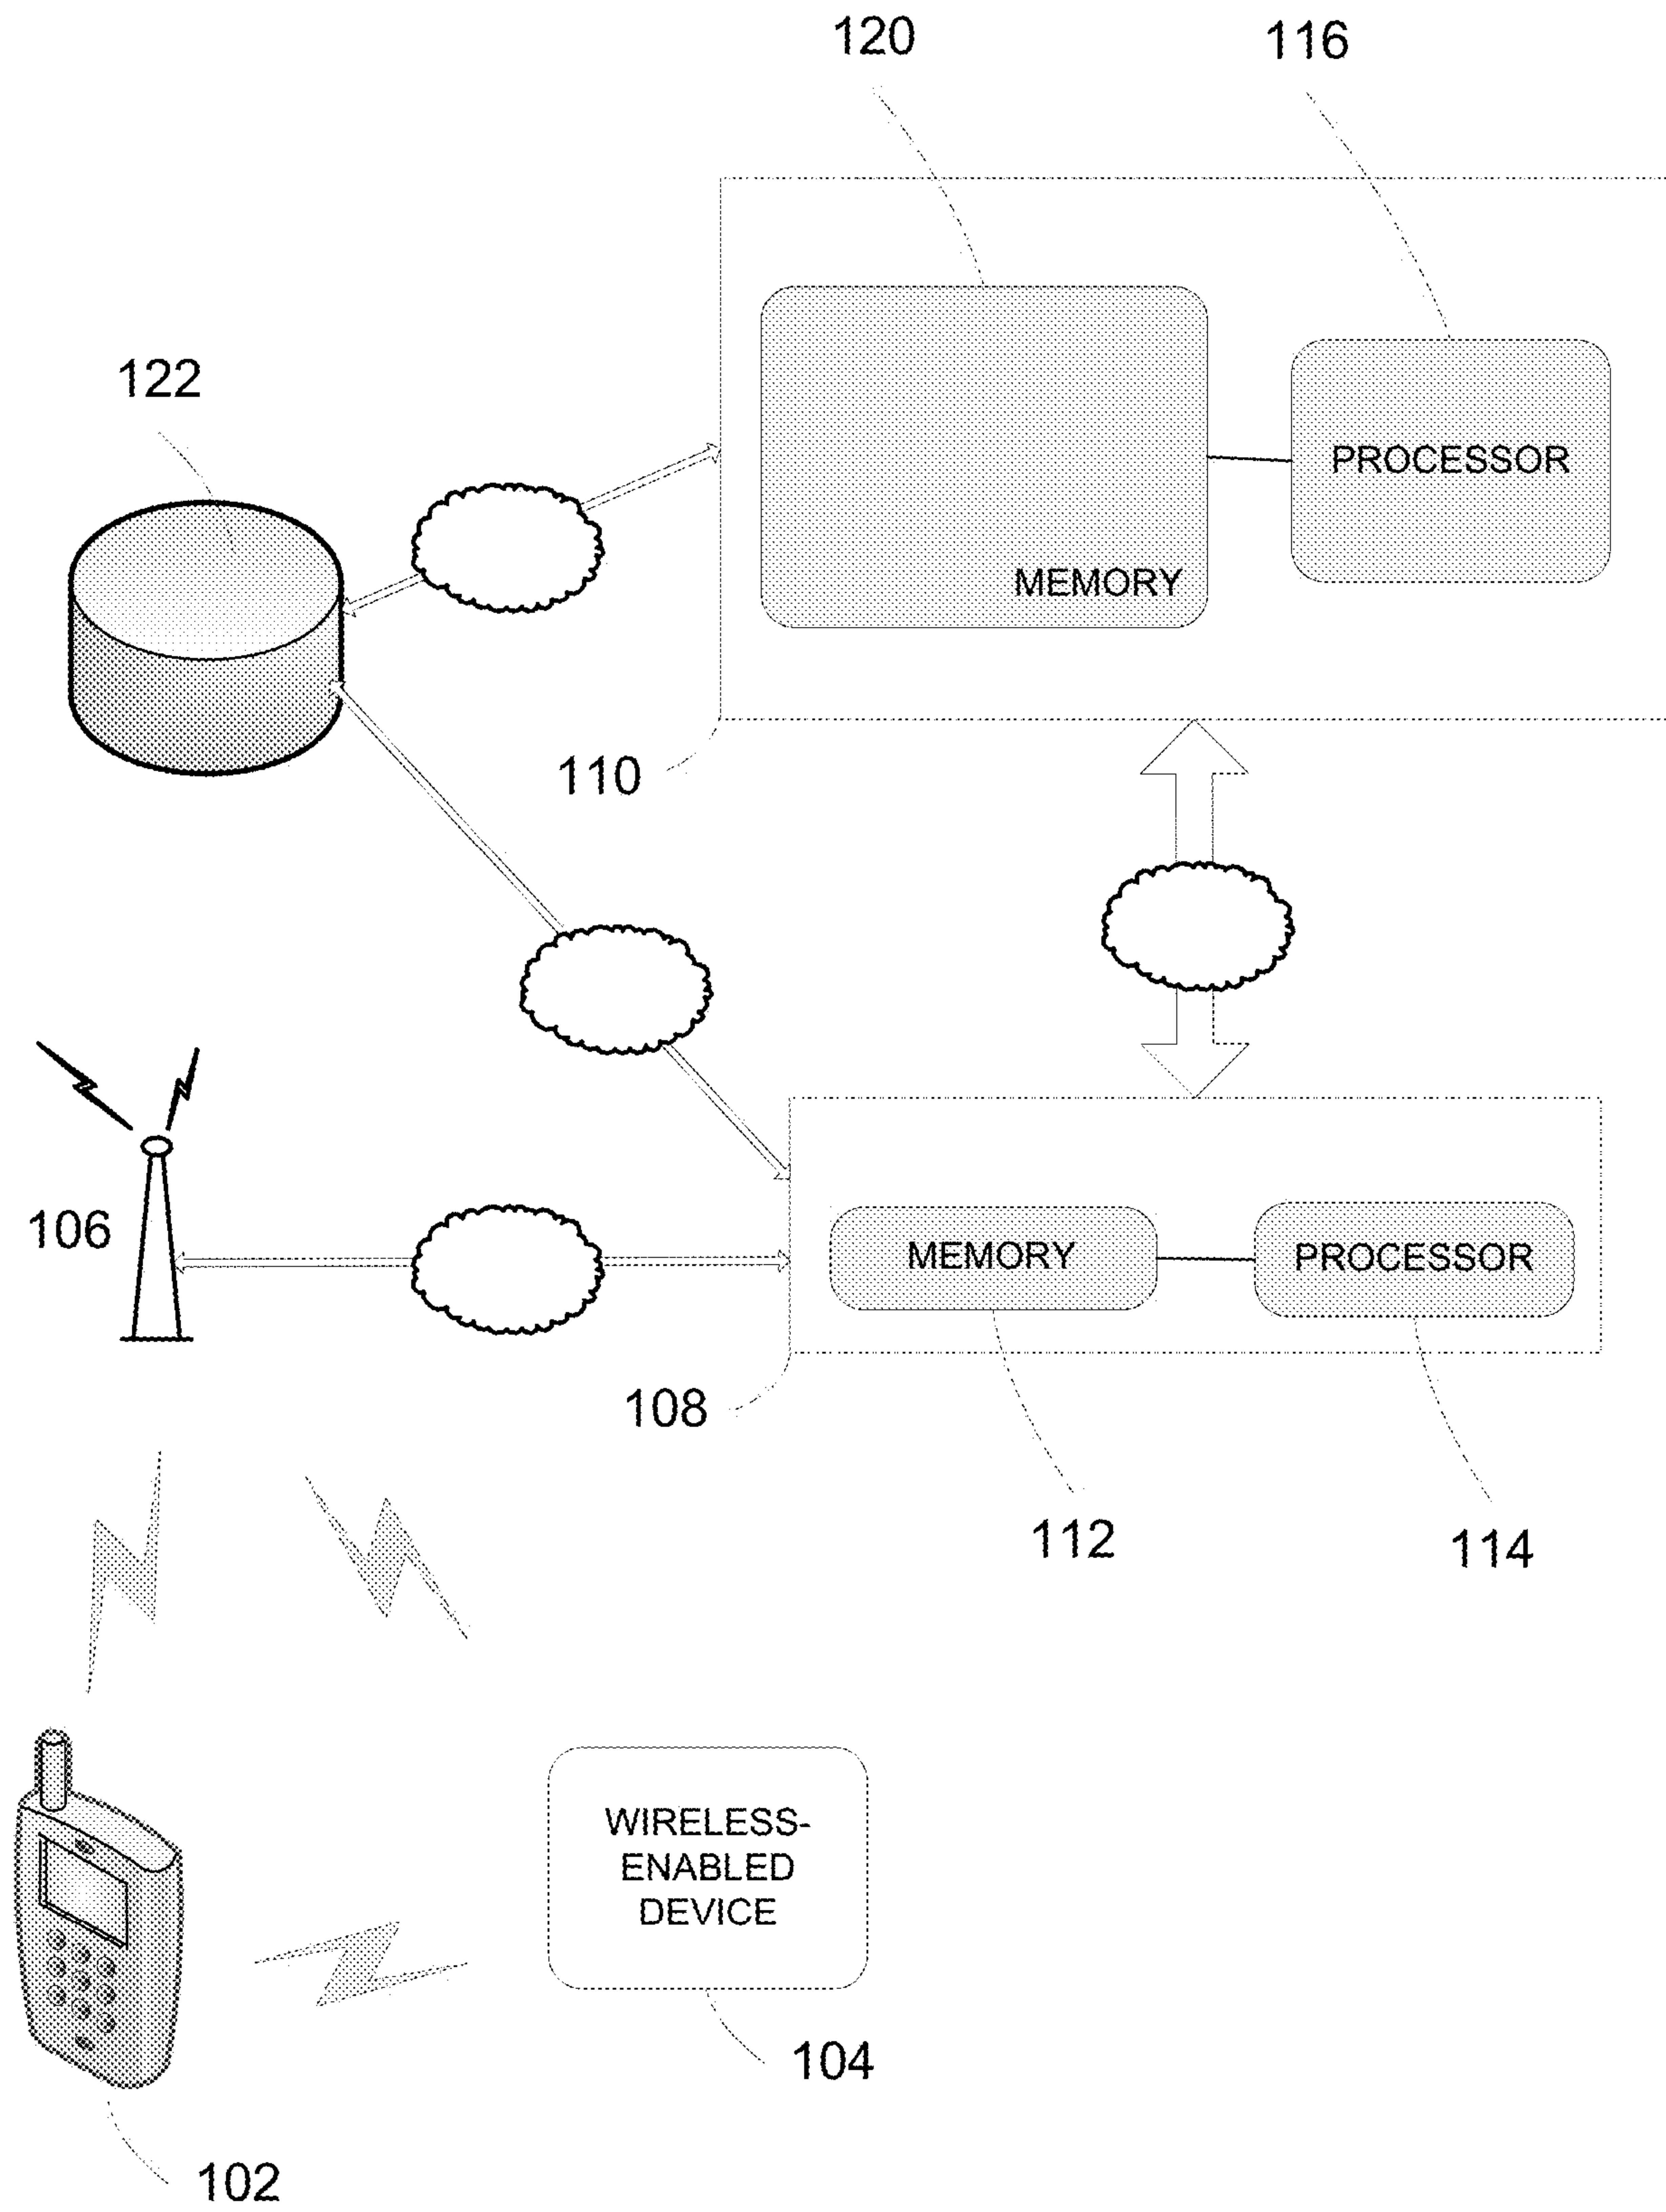 120
116
122
PROCESSOR
MEMORY
110
106
MEMORY
PROCESSOR
108
112
114
WIRELESS-
ENABLED
DEVICE
104
102